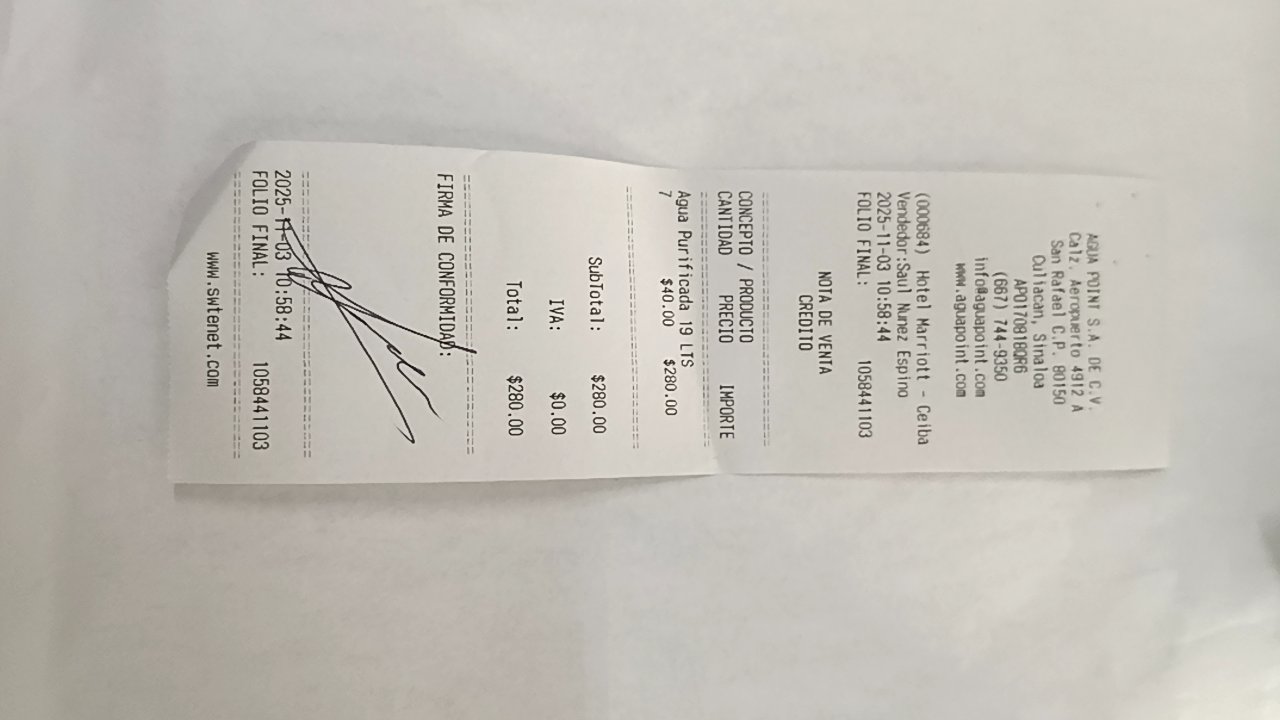 AGUA POINT S.A. DE C.V.
Calz. Aeropuerto 4912 A
San Rafael C.P. 80150
Culiacan, Sinaloa
APO170818QR6
(667) 744-9350
info@aguapoint.com
www.aguapoint.com
(000684) Hotel Marriott - Ceiba
Vendedor:Saul Nunez Espino
2025-11-03 10:58:44
FOLIO FINAL: 1058441103
NOTA DE VENTA
CREDITO
CONCEPTO / PRODUCTO
CANTIDAD PRECIO IMPORTE
Agua Purificada 19 LTS
7 $40.00 $280.00
SubTotal: $280.00
IVA: $0.00
Total: $280.00
FIRMA DE CONFORMIDAD:
2025-11-03 10:58:44
FOLIO FINAL: 1058441103
www.swtenet.com